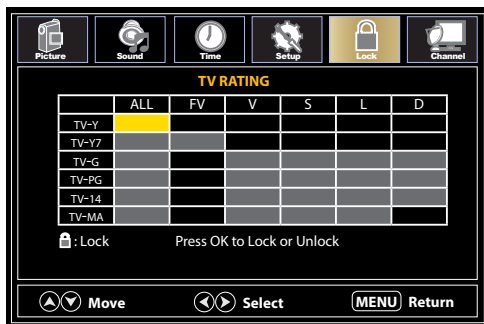 Picture Sound Time Setup Lock Channel
TV RATING
ALL FV V S L D
TV-Y
TV-Y7
TV-G
TV-PG
TV-14
TV-MA
: Lock Press OK to Lock or Unlock
Move Select MENU Return